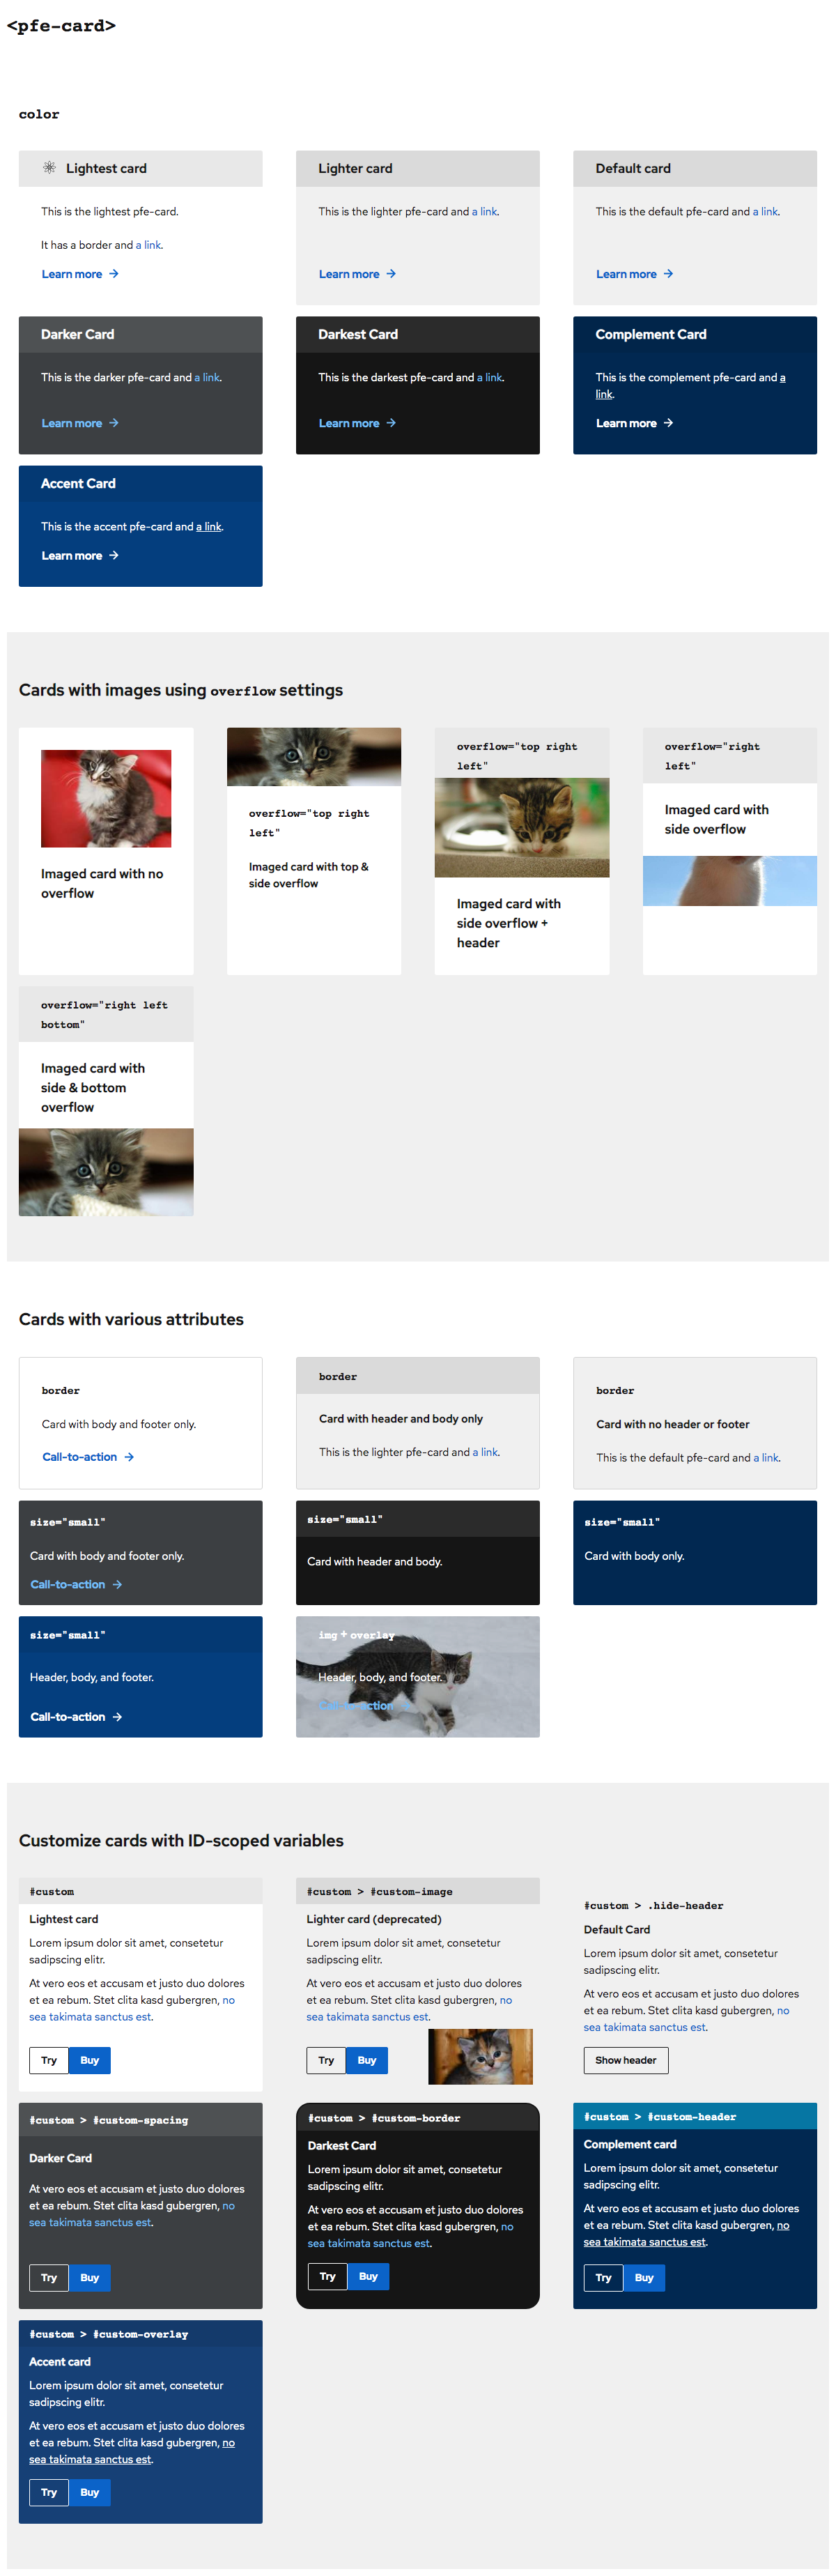 <pfe-card>
color
Lightest card
This is the lightest pfe-card.
It has a border and a link.
Learn more →
Lighter card
This is the lighter pfe-card and a link.
Learn more →
Default card
This is the default pfe-card and a link.
Learn more →
Darker Card
This is the darker pfe-card and a link.
Learn more →
Darkest Card
This is the darkest pfe-card and a link.
Learn more →
Complement Card
This is the complement pfe-card and a
link.
Learn more →
Accent Card
This is the accent pfe-card and a link.
Learn more →
Cards with images using overflow settings
Imaged card with no
overflow
overflow="top right
left"
Imaged card with top &
side overflow
overflow="top right
left"
Imaged card with
side overflow +
header
overflow="right
left"
Imaged card with
side overflow
overflow="right left
bottom"
Imaged card with
side & bottom
overflow
Cards with various attributes
border
Card with body and footer only.
Call-to-action →
border
Card with header and body only
This is the lighter pfe-card and a link.
border
Card with no header or footer
This is the default pfe-card and a link.
size="small"
Card with body and footer only.
Call-to-action →
size="small"
Card with header and body.
size="small"
Card with body only.
size="small"
Header, body, and footer.
Call-to-action →
img + overlay
Header, body, and footer.
Call-to-action →
Customize cards with ID-scoped variables
#custom
Lightest card
Lorem ipsum dolor sit amet, consetetur
sadipscing elitr.
At vero eos et accusam et justo duo dolores
et ea rebum. Stet clita kasd gubergren, no
sea takimata sanctus est.
Try Buy
#custom > #custom-image
Lighter card (deprecated)
Lorem ipsum dolor sit amet, consetetur
sadipscing elitr.
At vero eos et accusam et justo duo dolores
et ea rebum. Stet clita kasd gubergren, no
sea takimata sanctus est.
Try Buy
#custom > .hide-header
Default Card
Lorem ipsum dolor sit amet, consetetur
sadipscing elitr.
At vero eos et accusam et justo duo dolores
et ea rebum. Stet clita kasd gubergren, no
sea takimata sanctus est.
Show header
#custom > #custom-spacing
Darker Card
At vero eos et accusam et justo duo dolores
et ea rebum. Stet clita kasd gubergren, no
sea takimata sanctus est.
Try Buy
#custom > #custom-border
Darkest Card
Lorem ipsum dolor sit amet, consetetur
sadipscing elitr.
At vero eos et accusam et justo duo dolores
et ea rebum. Stet clita kasd gubergren, no
sea takimata sanctus est.
Try Buy
#custom > #custom-header
Complement card
Lorem ipsum dolor sit amet, consetetur
sadipscing elitr.
At vero eos et accusam et justo duo dolores
et ea rebum. Stet clita kasd gubergren, no
sea takimata sanctus est.
Try Buy
#custom > #custom-overlay
Accent card
Lorem ipsum dolor sit amet, consetetur
sadipscing elitr.
At vero eos et accusam et justo duo dolores
et ea rebum. Stet clita kasd gubergren, no
sea takimata sanctus est.
Try Buy